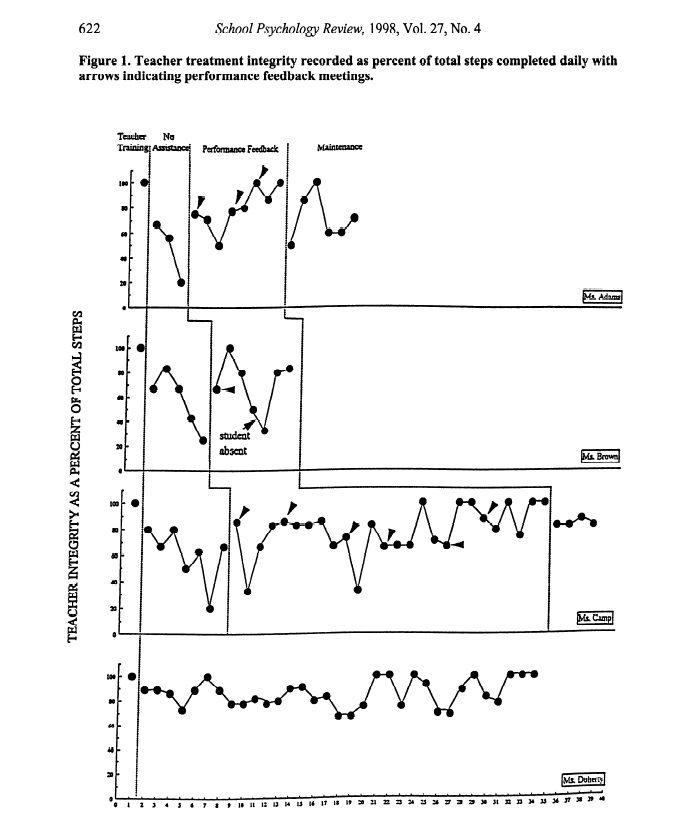 622
School Psychology Review, 1998, Vol. 27, No. 4
Figure 1. Teacher treatment integrity recorded as percent of total steps completed daily with
arrows indicating performance feedback meetings.
Teacher No
Training Assistance Performance Feedback Maintenance
100
80
60
40
20
0
Ms. Adams
TEACHER INTEGRITY AS A PERCENT OF TOTAL STEPS
100
80
60
40
20
0
student
absent
Ms. Brown
100
80
60
40
20
0
Ms. Camp
100
80
60
40
20
0
Ms. Doherty
0 1 2 3 4 5 6 7 8 9 10 11 12 13 14 15 16 17 18 19 20 21 22 23 24 25 26 27 28 29 30 31 32 33 34 35 36 37 38 39 40